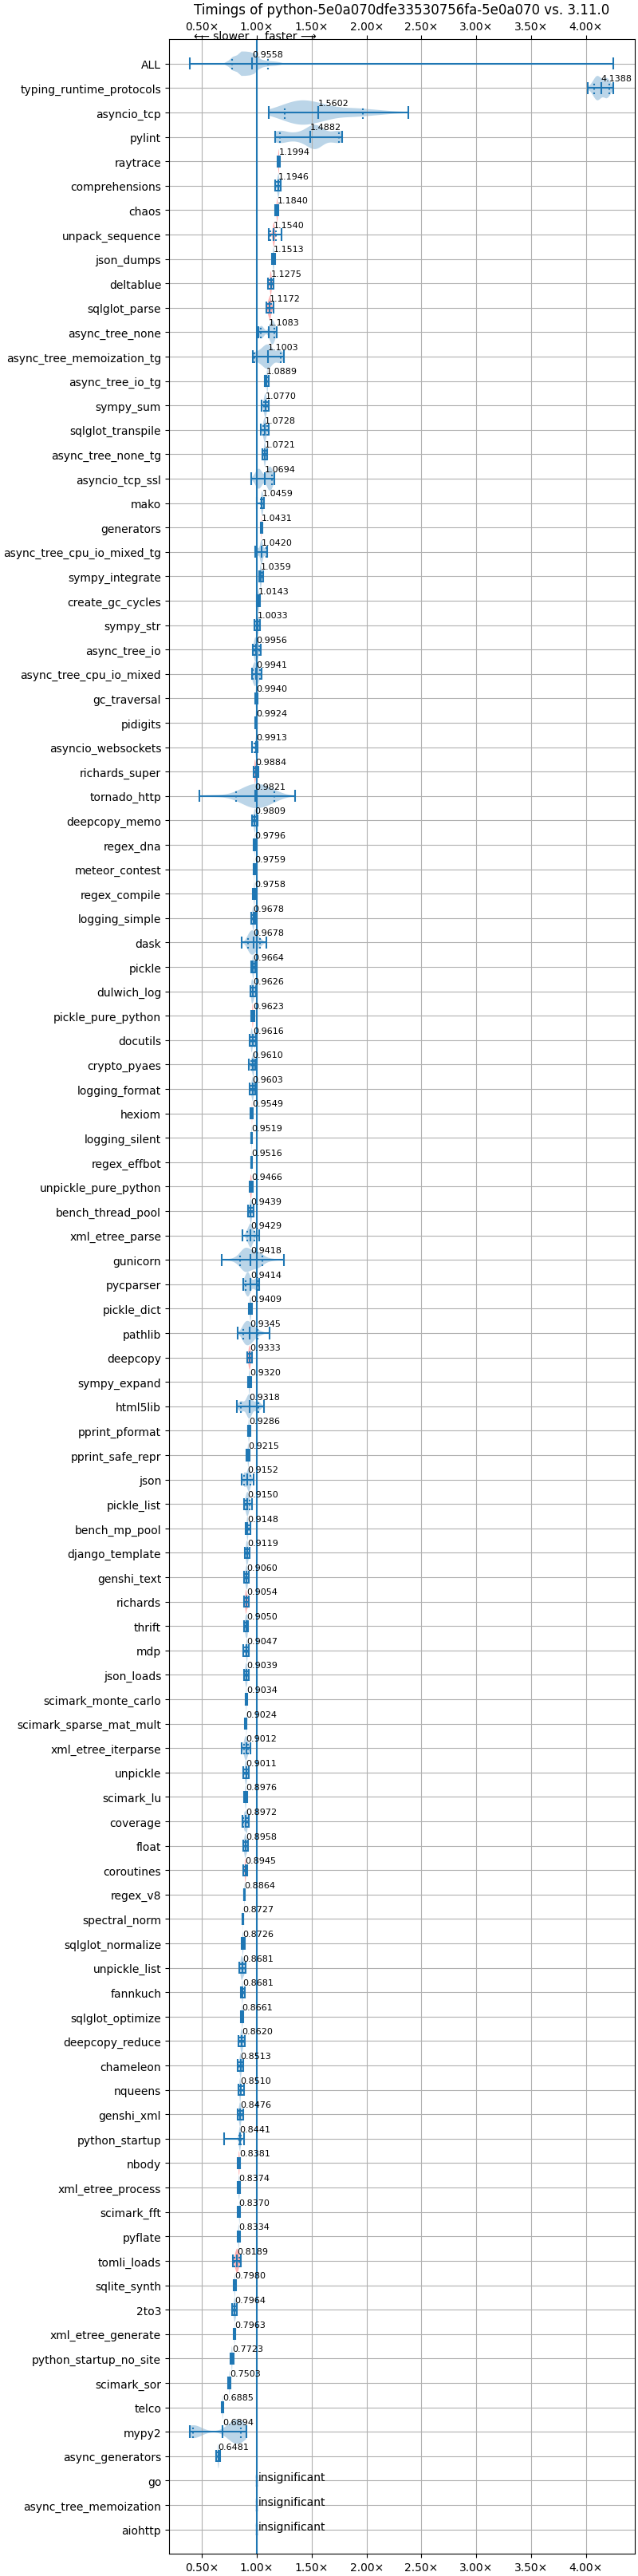 Timings of python-5e0a070dfe33530756fa-5e0a070 vs. 3.11.0
0.50× 1.00× 1.50× 2.00× 2.50× 3.00× 3.50× 4.00×
⟵ slower faster ⟶
ALL 0.9558
typing_runtime_protocols 4.1388
asyncio_tcp 1.5602
pylint 1.4882
raytrace 1.1994
comprehensions 1.1946
chaos 1.1840
unpack_sequence 1.1540
json_dumps 1.1513
deltablue 1.1275
sqlglot_parse 1.1172
async_tree_none 1.1083
async_tree_memoization_tg 1.1003
async_tree_io_tg 1.0889
sympy_sum 1.0770
sqlglot_transpile 1.0728
async_tree_none_tg 1.0721
asyncio_tcp_ssl 1.0694
mako 1.0459
generators 1.0431
async_tree_cpu_io_mixed_tg 1.0420
sympy_integrate 1.0359
create_gc_cycles 1.0143
sympy_str 1.0033
async_tree_io 0.9956
async_tree_cpu_io_mixed 0.9941
gc_traversal 0.9940
pidigits 0.9924
asyncio_websockets 0.9913
richards_super 0.9884
tornado_http 0.9821
deepcopy_memo 0.9809
regex_dna 0.9796
meteor_contest 0.9759
regex_compile 0.9758
logging_simple 0.9678
dask 0.9678
pickle 0.9664
dulwich_log 0.9626
pickle_pure_python 0.9623
docutils 0.9616
crypto_pyaes 0.9610
logging_format 0.9603
hexiom 0.9549
logging_silent 0.9519
regex_effbot 0.9516
unpickle_pure_python 0.9466
bench_thread_pool 0.9439
xml_etree_parse 0.9429
gunicorn 0.9418
pycparser 0.9414
pickle_dict 0.9409
pathlib 0.9345
deepcopy 0.9333
sympy_expand 0.9320
html5lib 0.9318
pprint_pformat 0.9286
pprint_safe_repr 0.9215
json 0.9152
pickle_list 0.9150
bench_mp_pool 0.9148
django_template 0.9119
genshi_text 0.9060
richards 0.9054
thrift 0.9050
mdp 0.9047
json_loads 0.9039
scimark_monte_carlo 0.9034
scimark_sparse_mat_mult 0.9024
xml_etree_iterparse 0.9012
unpickle 0.9011
scimark_lu 0.8976
coverage 0.8972
float 0.8958
coroutines 0.8945
regex_v8 0.8864
spectral_norm 0.8727
sqlglot_normalize 0.8726
unpickle_list 0.8681
fannkuch 0.8681
sqlglot_optimize 0.8661
deepcopy_reduce 0.8620
chameleon 0.8513
nqueens 0.8510
genshi_xml 0.8476
python_startup 0.8441
nbody 0.8381
xml_etree_process 0.8374
scimark_fft 0.8370
pyflate 0.8334
tomli_loads 0.8189
sqlite_synth 0.7980
2to3 0.7964
xml_etree_generate 0.7963
python_startup_no_site 0.7723
scimark_sor 0.7503
telco 0.6885
mypy2 0.6894
async_generators 0.6481
go insignificant
async_tree_memoization insignificant
aiohttp insignificant
0.50× 1.00× 1.50× 2.00× 2.50× 3.00× 3.50× 4.00×